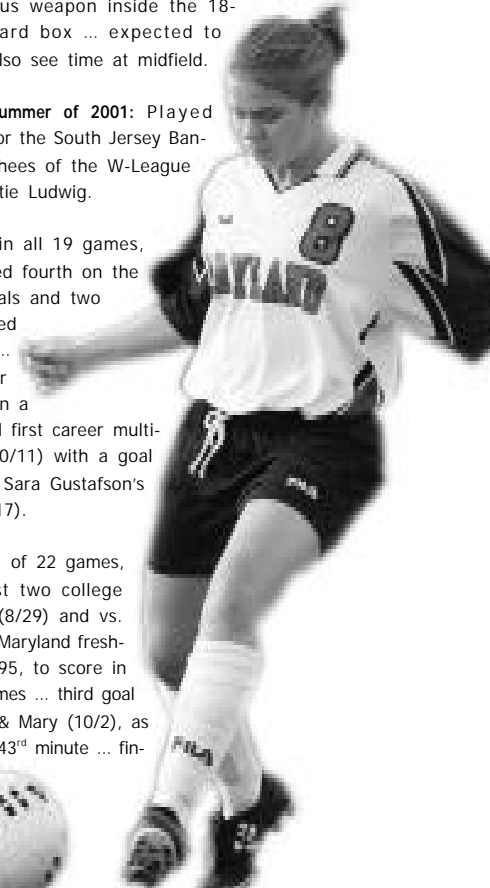 us weapon inside the 18-
ard box ... expected to
lso see time at midfield.
ummer of 2001: Played
or the South Jersey Ban-
hees of the W-League
tie Ludwig.
in all 19 games,
ed fourth on the
als and two
ed
...
r
n a
l first career multi-
0/11) with a goal
Sara Gustafson's
17).
of 22 games,
st two college
(8/29) and vs.
Maryland fresh-
95, to score in
mes ... third goal
& Mary (10/2), as
43rd minute ... fin-
8
MARYLAND
FILA
FILA